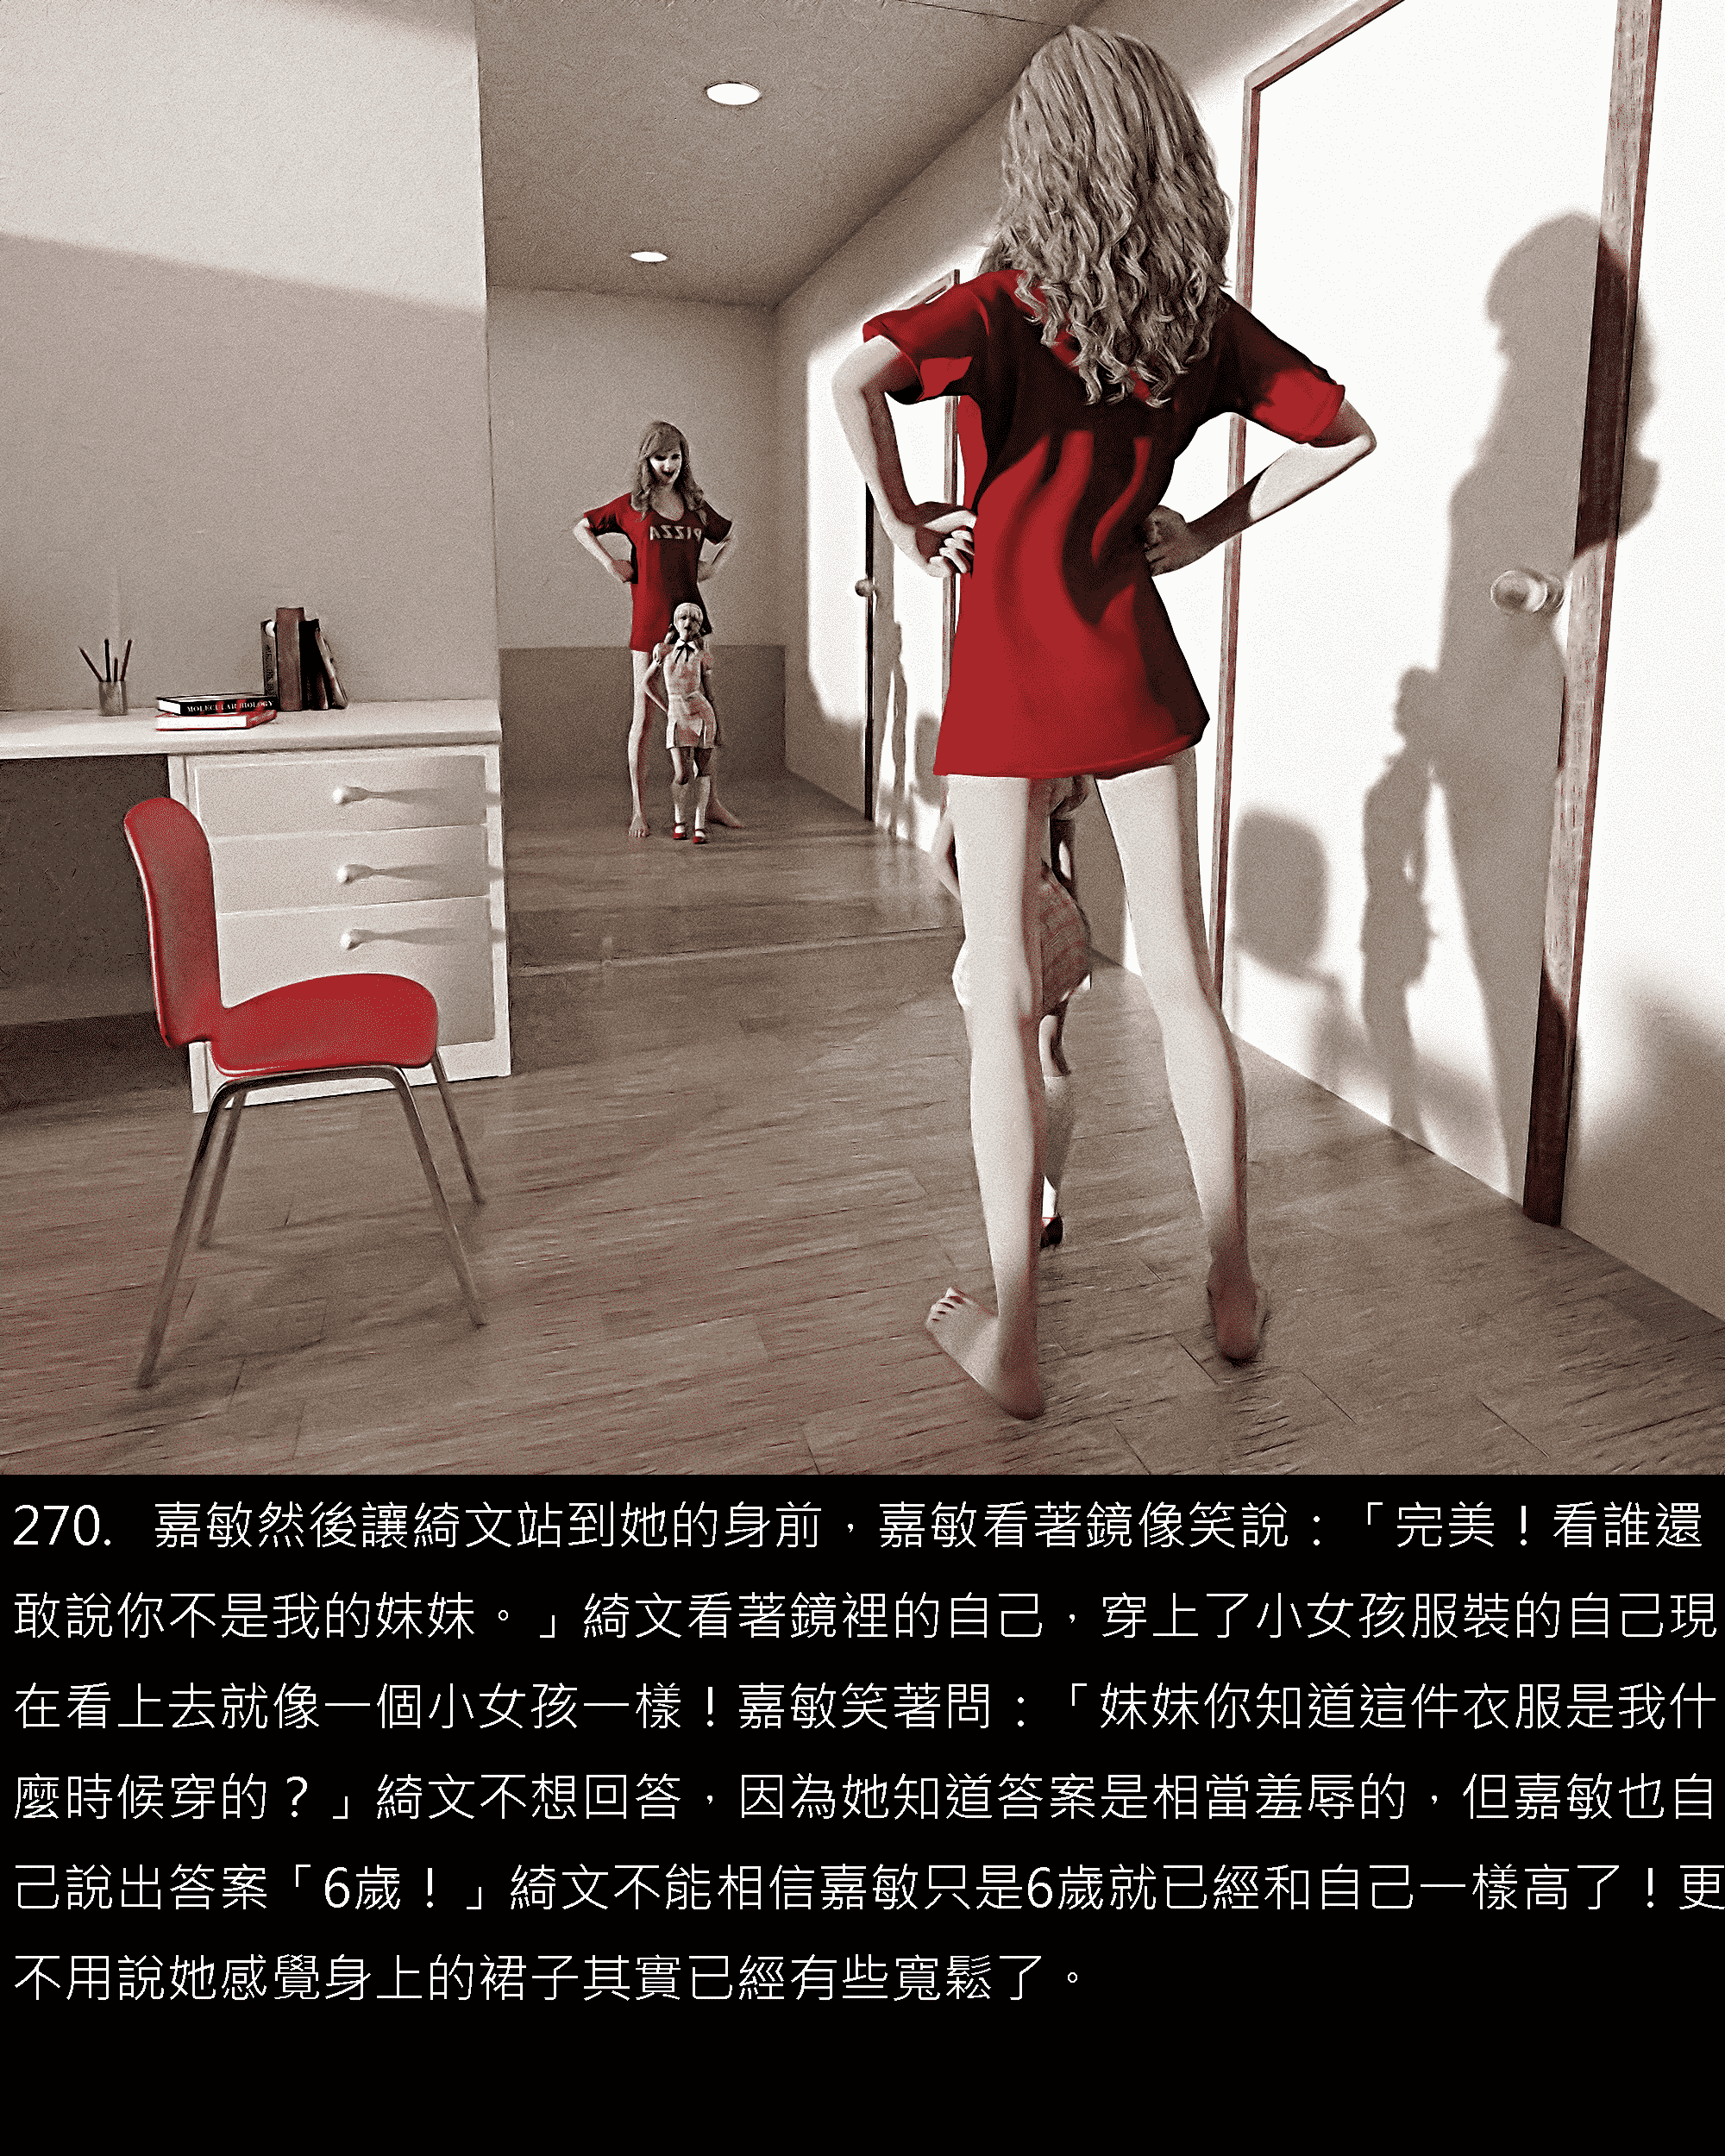 PIZZA
MOLECULAR BIOLOGY
270. 嘉敏然後讓綺文站到她的身前，嘉敏看著鏡像笑說：「完美！看誰還
敢說你不是我的妹妹。」綺文看著鏡裡的自己，穿上了小女孩服裝的自己現
在看上去就像一個小女孩一樣！嘉敏笑著問：「妹妹你知道這件衣服是我什
麼時候穿的？」綺文不想回答，因為她知道答案是相當羞辱的，但嘉敏也自
己說出答案「6歲！」綺文不能相信嘉敏只是6歲就已經和自己一樣高了！更
不用說她感覺身上的裙子其實已經有些寬鬆了。